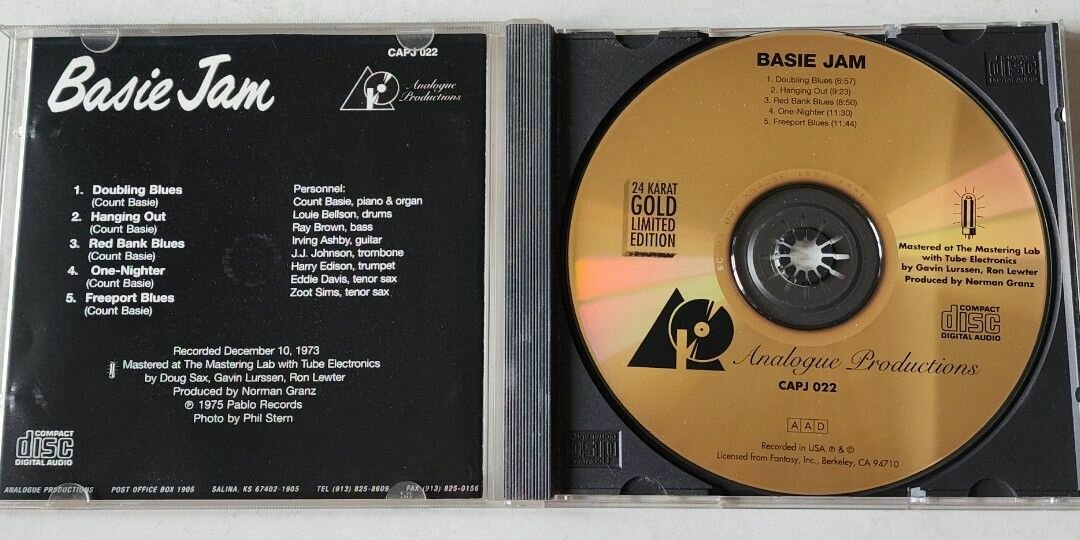 Basie Jam
CAPJ 022
Analogue
Productions
1. Doubling Blues
(Count Basie)
2. Hanging Out
(Count Basie)
3. Red Bank Blues
(Count Basie)
4. One-Nighter
(Count Basie)
5. Freeport Blues
(Count Basie)
Personnel:
Count Basie, piano & organ
Louie Bellson, drums
Ray Brown, bass
Irving Ashby, guitar
J.J. Johnson, trombone
Harry Edison, trumpet
Eddie Davis, tenor sax
Zoot Sims, tenor sax
Recorded December 10, 1973
Mastered at The Mastering Lab with Tube Electronics
by Doug Sax, Gavin Lurssen, Ron Lewter
Produced by Norman Granz
℗ 1975 Pablo Records
Photo by Phil Stern
COMPACT
disc
DIGITAL AUDIO
ANALOGUE PRODUCTIONS POST OFFICE BOX 1905 SALINA, KS 67402-1905 TEL (913) 825-8609 FAX (913) 825-0156
BASIE JAM
1. Doubling Blues (6:57)
2. Hanging Out (9:23)
3. Red Bank Blues (8:50)
4. One-Nighter (11:30)
5. Freeport Blues (11:44)
24 KARAT
GOLD
LIMITED
EDITION
Mastered at The Mastering Lab
with Tube Electronics
by Gavin Lurssen, Ron Lewter
Produced by Norman Granz
COMPACT
disc
DIGITAL AUDIO
Analogue Productions
CAPJ 022
AAD
Recorded in USA ℗ & ©
Licensed from Fantasy, Inc., Berkeley, CA 94710
COMPACT
disc